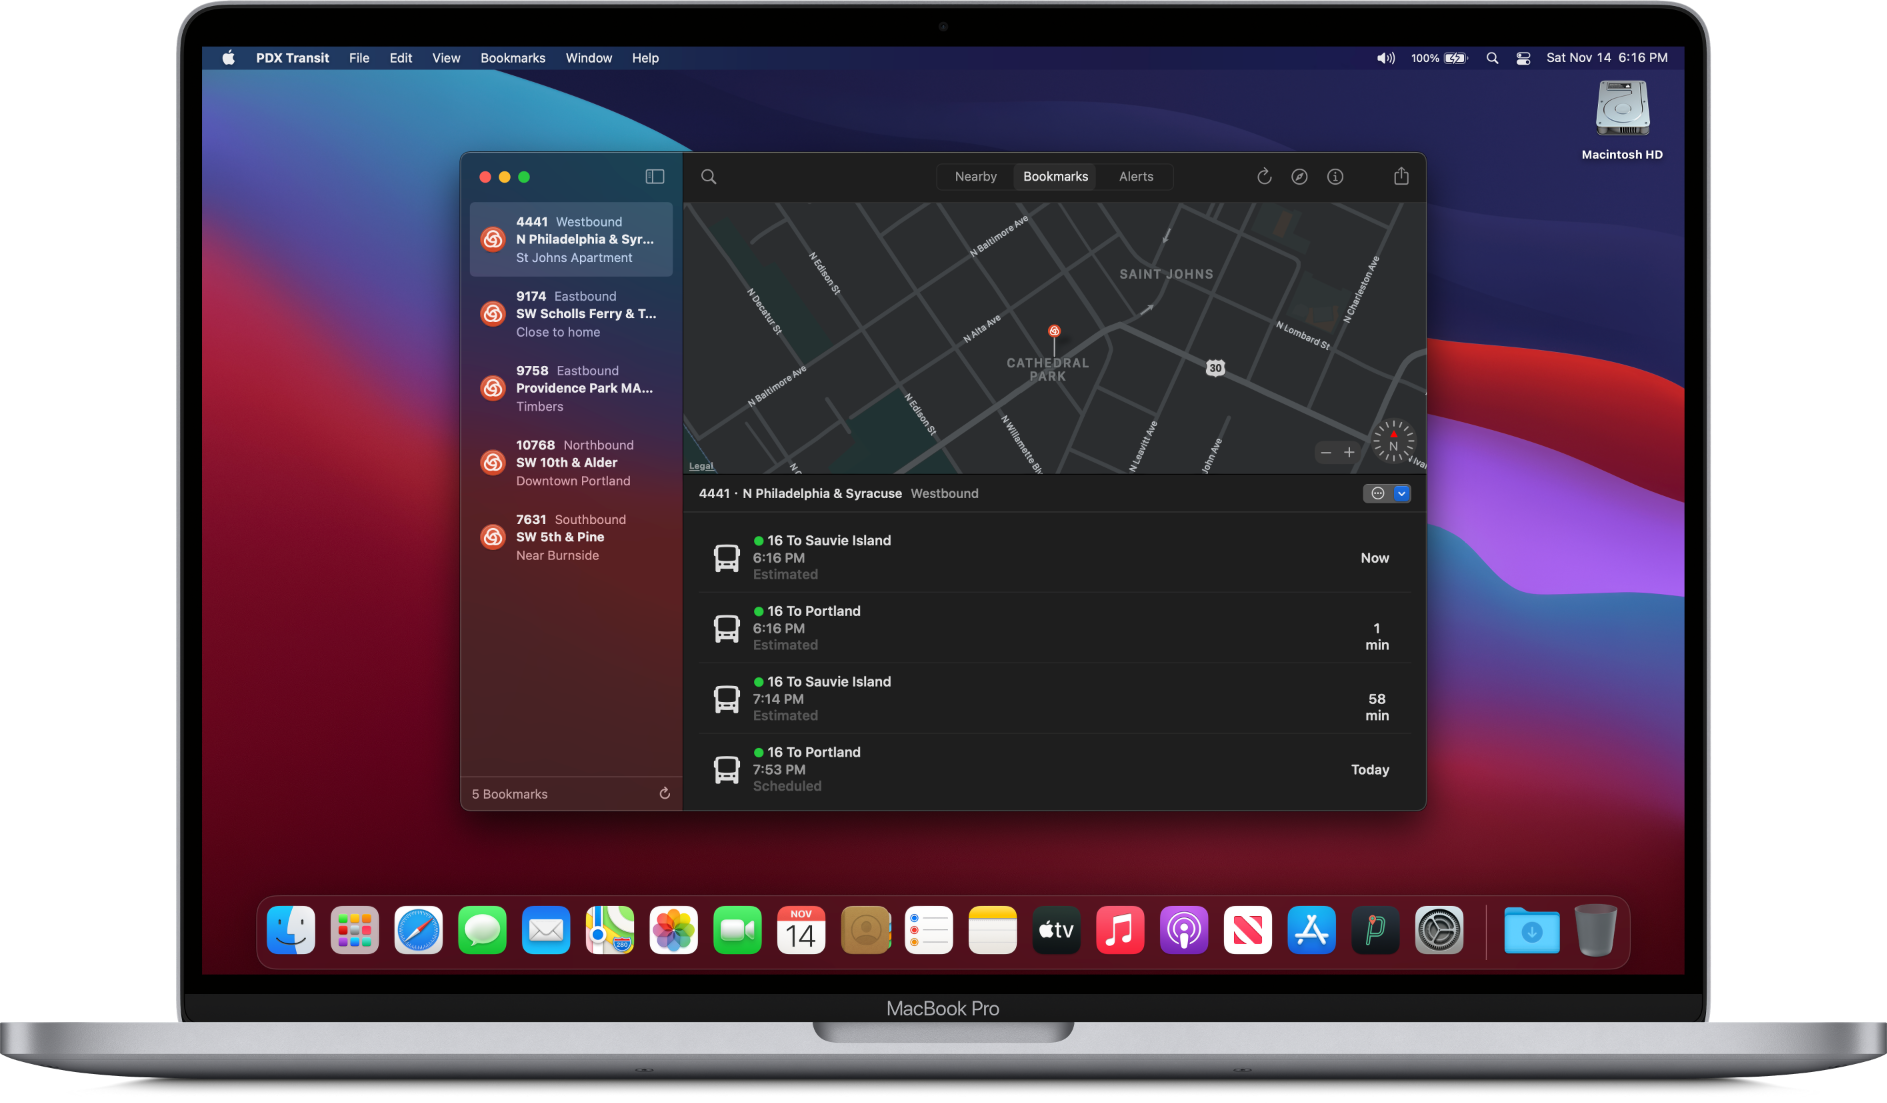 PDX Transit File Edit View Bookmarks Window Help
100% Sat Nov 14 6:16 PM
Macintosh HD
Nearby Bookmarks Alerts
4441 Westbound
N Philadelphia & Syr...
St Johns Apartment
9174 Eastbound
SW Scholls Ferry & T...
Close to home
9758 Eastbound
Providence Park MA...
Timbers
10768 Northbound
SW 10th & Alder
Downtown Portland
7631 Southbound
SW 5th & Pine
Near Burnside
5 Bookmarks
N Baltimore Ave
N Edison St
SAINT JOHNS
N Charleston Ave
N Decatur St
N Alta Ave
N Lombard St
CATHEDRAL
PARK
30
N Baltimore Ave
N Edison St
N Willamette Blv
N Leavitt Ave
John Ave
N
Legal
4441 · N Philadelphia & Syracuse Westbound
16 To Sauvie Island
6:16 PM
Estimated
Now
16 To Portland
6:16 PM
Estimated
1
min
16 To Sauvie Island
7:14 PM
Estimated
58
min
16 To Portland
7:53 PM
Scheduled
Today
NOV
14
280
tv
MacBook Pro